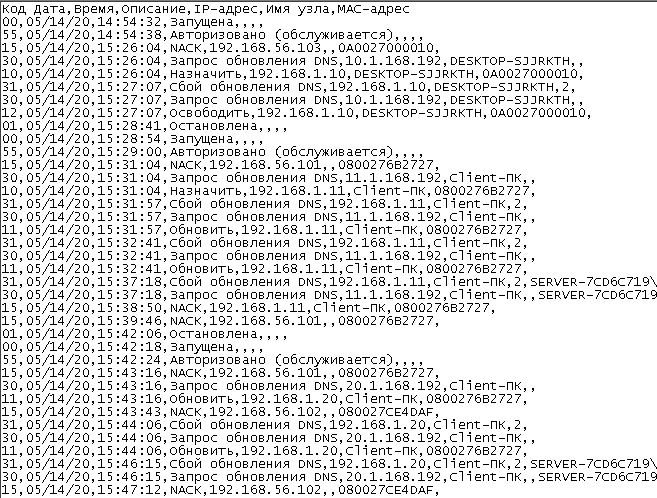 Код Дата,Время,Описание,IP-адрес,Имя узла,MAC-адрес
00,05/14/20,14:54:32,Запущена,,,,
55,05/14/20,14:54:38,Авторизовано (обслуживается),,,,
15,05/14/20,15:26:04,NACK,192.168.56.103,,0A0027000010,
30,05/14/20,15:26:04,Запрос обновления DNS,10.1.168.192,DESKTOP-SJJRKTH,,
10,05/14/20,15:26:04,Назначить,192.168.1.10,DESKTOP-SJJRKTH,0A0027000010,
31,05/14/20,15:27:07,Сбой обновления DNS,192.168.1.10,DESKTOP-SJJRKTH,2,
30,05/14/20,15:27:07,Запрос обновления DNS,10.1.168.192,DESKTOP-SJJRKTH,,
12,05/14/20,15:27:07,Освободить,192.168.1.10,DESKTOP-SJJRKTH,0A0027000010,
01,05/14/20,15:28:41,Остановлена,,,,
00,05/14/20,15:28:54,Запущена,,,,
55,05/14/20,15:29:00,Авторизовано (обслуживается),,,,
15,05/14/20,15:31:04,NACK,192.168.56.101,,0800276B2727,
30,05/14/20,15:31:04,Запрос обновления DNS,11.1.168.192,Client-ПК,,
10,05/14/20,15:31:04,Назначить,192.168.1.11,Client-ПК,0800276B2727,
31,05/14/20,15:31:57,Сбой обновления DNS,192.168.1.11,Client-ПК,2,
30,05/14/20,15:31:57,Запрос обновления DNS,11.1.168.192,Client-ПК,,
11,05/14/20,15:31:57,Обновить,192.168.1.11,Client-ПК,0800276B2727,
31,05/14/20,15:32:41,Сбой обновления DNS,192.168.1.11,Client-ПК,2,
30,05/14/20,15:32:41,Запрос обновления DNS,11.1.168.192,Client-ПК,,
11,05/14/20,15:32:41,Обновить,192.168.1.11,Client-ПК,0800276B2727,
31,05/14/20,15:37:18,Сбой обновления DNS,192.168.1.11,Client-ПК,2,SERVER-7CD6C719\
30,05/14/20,15:37:18,Запрос обновления DNS,11.1.168.192,Client-ПК,,SERVER-7CD6C719
15,05/14/20,15:38:50,NACK,192.168.1.11,Client-ПК,0800276B2727,
15,05/14/20,15:39:46,NACK,192.168.56.101,,0800276B2727,
01,05/14/20,15:42:06,Остановлена,,,,
00,05/14/20,15:42:18,Запущена,,,,
55,05/14/20,15:42:24,Авторизовано (обслуживается),,,,
15,05/14/20,15:43:16,NACK,192.168.56.101,,0800276B2727,
30,05/14/20,15:43:16,Запрос обновления DNS,20.1.168.192,Client-ПК,,
11,05/14/20,15:43:16,Обновить,192.168.1.20,Client-ПК,0800276B2727,
15,05/14/20,15:43:43,NACK,192.168.56.102,,080027CE4DAF,
31,05/14/20,15:44:06,Сбой обновления DNS,192.168.1.20,Client-ПК,2,
30,05/14/20,15:44:06,Запрос обновления DNS,20.1.168.192,Client-ПК,,
11,05/14/20,15:44:06,Обновить,192.168.1.20,Client-ПК,0800276B2727,
31,05/14/20,15:46:15,Сбой обновления DNS,192.168.1.20,Client-ПК,2,SERVER-7CD6C719\
30,05/14/20,15:46:15,Запрос обновления DNS,20.1.168.192,Client-ПК,,SERVER-7CD6C719
15,05/14/20,15:47:12,NACK,192.168.56.102,,080027CE4DAF,